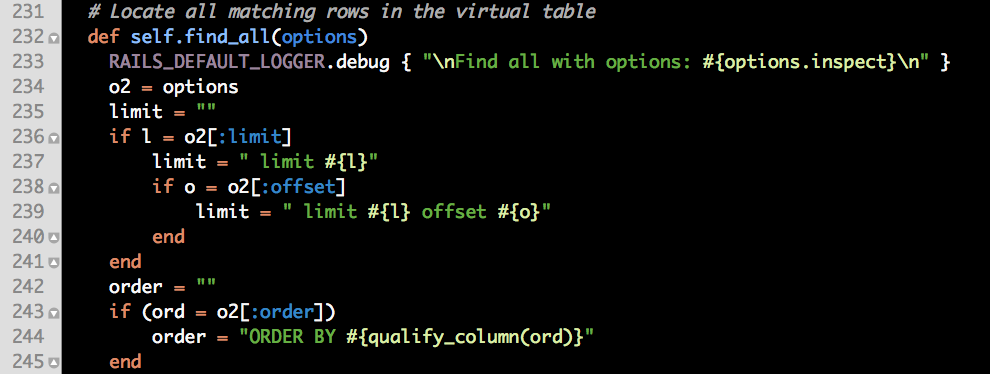 231 # Locate all matching rows in the virtual table
232 def self.find_all(options)
233 RAILS_DEFAULT_LOGGER.debug { "\nFind all with options: #{options.inspect}\n" }
234 o2 = options
235 limit = ""
236 if l = o2[:limit]
237 limit = " limit #{l}"
238 if o = o2[:offset]
239 limit = " limit #{l} offset #{o}"
240 end
241 end
242 order = ""
243 if (ord = o2[:order])
244 order = "ORDER BY #{qualify_column(ord)}"
245 end